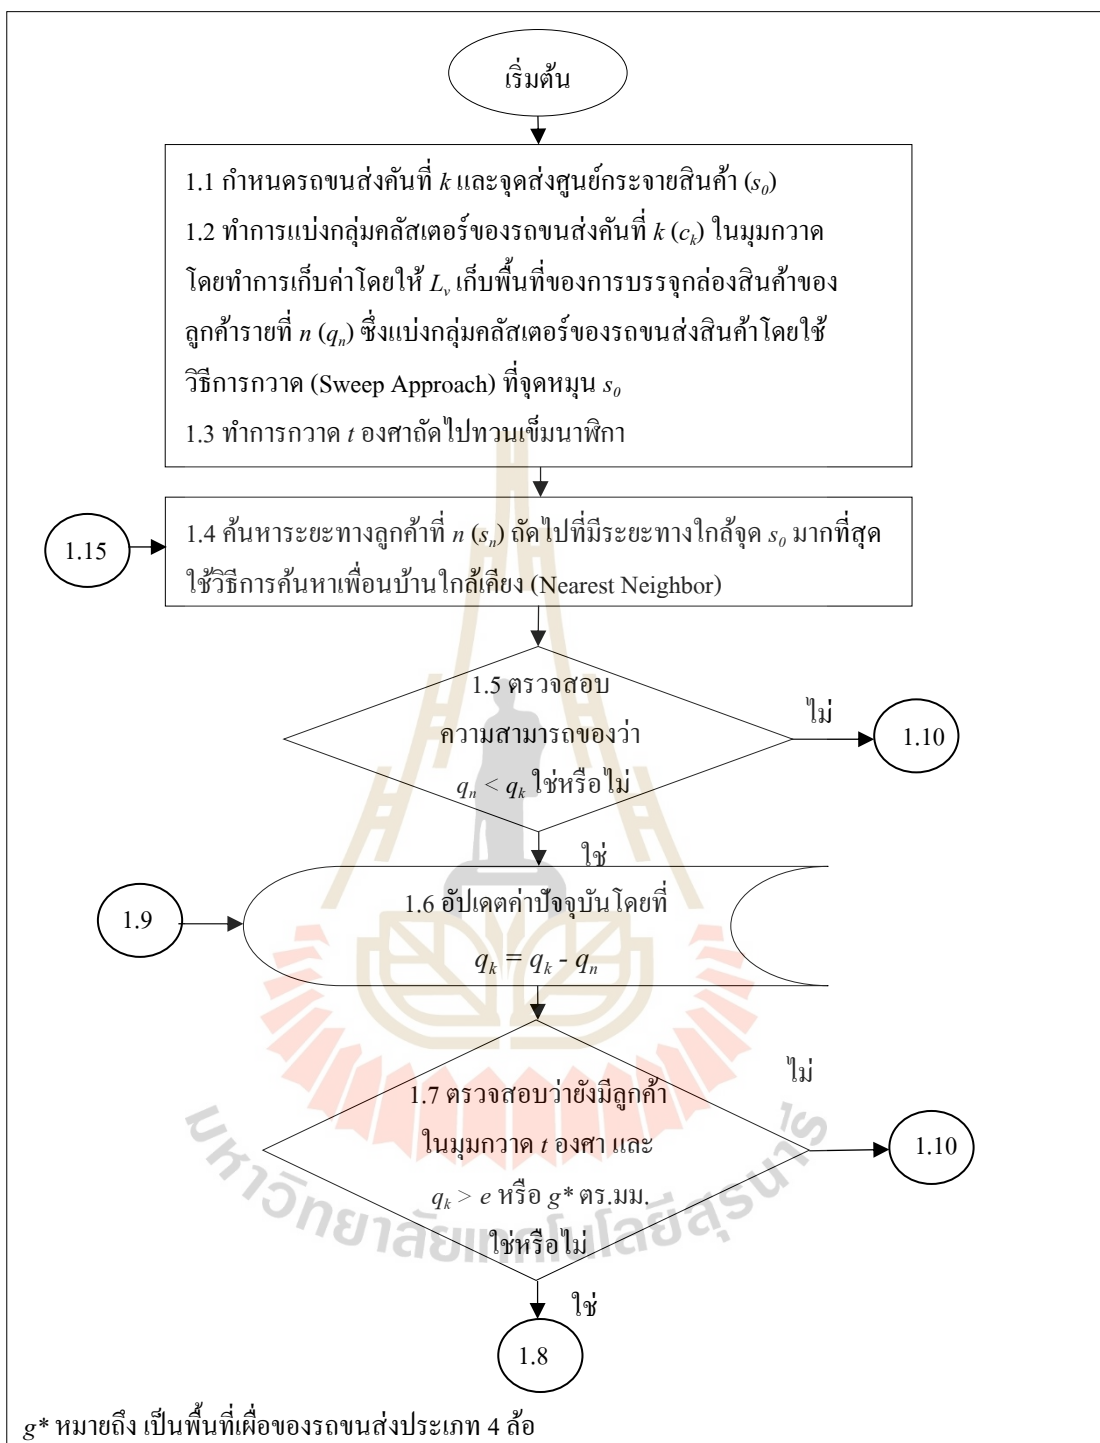 เริ่มต้น
1.1 กำหนดรถขนส่งคันที่ k และจุดส่งศูนย์กระจายสินค้า (s₀)
1.2 ทำการแบ่งกลุ่มคลัสเตอร์ของรถขนส่งคันที่ k (cₖ) ในมุมกวาด
โดยทำการเก็บค่าโดยให้ Lᵥ เก็บพื้นที่ของการบรรจุกล่องสินค้าของ
ลูกค้ารายที่ n (qₙ) ซึ่งแบ่งกลุ่มคลัสเตอร์ของรถขนส่งสินค้าโดยใช้
วิธีการกวาด (Sweep Approach) ที่จุดหมุน s₀
1.3 ทำการกวาด t องศาถัดไปทวนเข็มนาฬิกา
1.15
1.4 ค้นหาระยะทางลูกค้าที่ n (sₙ) ถัดไปที่มีระยะทางใกล้จุด s₀ มากที่สุด
ใช้วิธีการค้นหาเพื่อนบ้านใกล้เคียง (Nearest Neighbor)
1.5 ตรวจสอบ
ความสามารถของว่า
qₙ < qₖ ใช่หรือไม่
ไม่
1.10
ใช่
1.9
1.6 อัปเดตค่าปัจจุบันโดยที่
qₖ = qₖ - qₙ
1.7 ตรวจสอบว่ายังมีลูกค้า
ในมุมกวาด t องศา และ
qₖ > e หรือ g* ตร.มม.
ใช่หรือไม่
ไม่
1.10
ใช่
1.8
มหาวิทยาลัยเทคโนโลยีสุรนารี
g* หมายถึง เป็นพื้นที่เผื่อของรถขนส่งประเภท 4 ล้อ